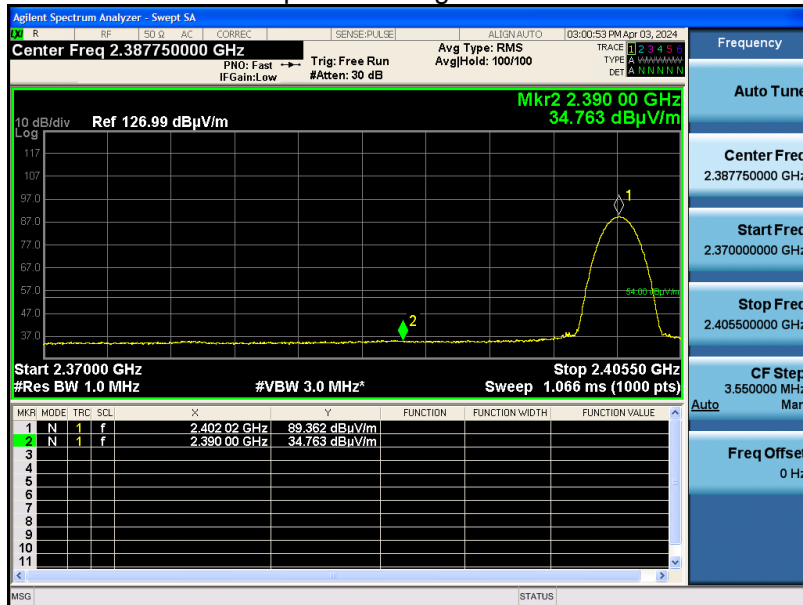 Agilent Spectrum Analyzer - Swept SA
LXI R RF 50 Ω AC CORREC SENSE:PULSE ALIGN AUTO 03:00:53 PM Apr 03, 2024
Center Freq 2.387750000 GHz
PNO: Fast
IFGain:Low
Trig: Free Run
#Atten: 30 dB
Avg Type: RMS
Avg|Hold: 100/100
TRACE 1 2 3 4 5 6
TYPE A WWWWW
DET A N N N N N
Mkr2 2.390 00 GHz
34.763 dBµV/m
10 dB/div Ref 126.99 dBµV/m
Log
117
107
97.0
87.0
77.0
67.0
57.0
47.0
37.0
1
54.00 dBµV/m
2
Start 2.37000 GHz Stop 2.40550 GHz
#Res BW 1.0 MHz #VBW 3.0 MHz* Sweep 1.066 ms (1000 pts)
MKR MODE TRC SCL X Y FUNCTION FUNCTION WIDTH FUNCTION VALUE
1 N 1 f 2.402 02 GHz 89.362 dBµV/m
2 N 1 f 2.390 00 GHz 34.763 dBµV/m
3
4
5
6
7
8
9
10
11
MSG STATUS
Frequency
Auto Tune
Center Freq
2.387750000 GHz
Start Freq
2.370000000 GHz
Stop Freq
2.405500000 GHz
CF Step
3.550000 MHz
Auto Man
Freq Offset
0 Hz